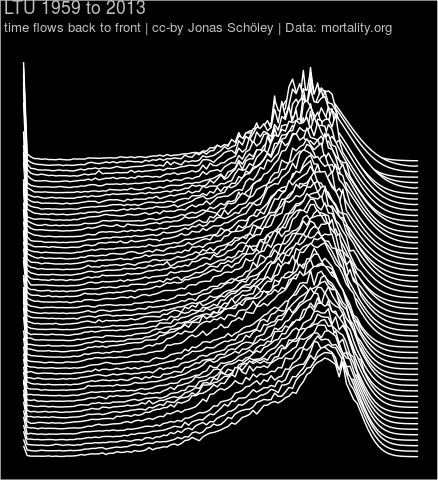 LTU 1959 to 2013
time flows back to front | cc-by Jonas Schöley | Data: mortality.org